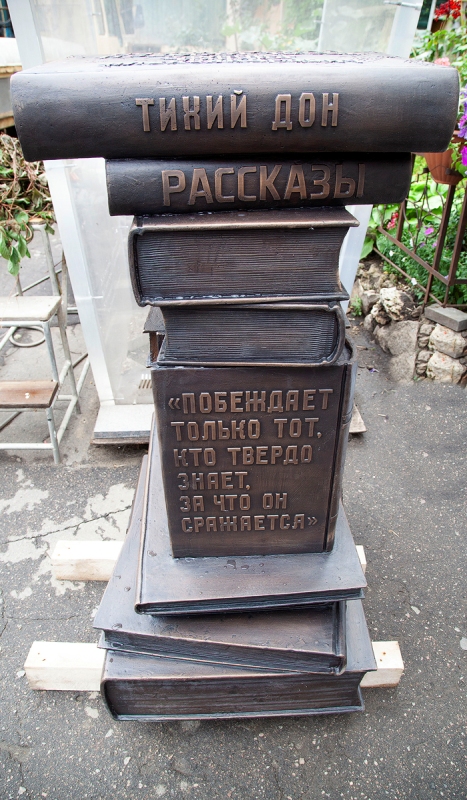 ТИХИЙ ДОН
РАССКАЗЫ
«ПОБЕЖДАЕТ
ТОЛЬКО ТОТ,
КТО ТВЕРДО
ЗНАЕТ,
ЗА ЧТО ОН
СРАЖАЕТСЯ»